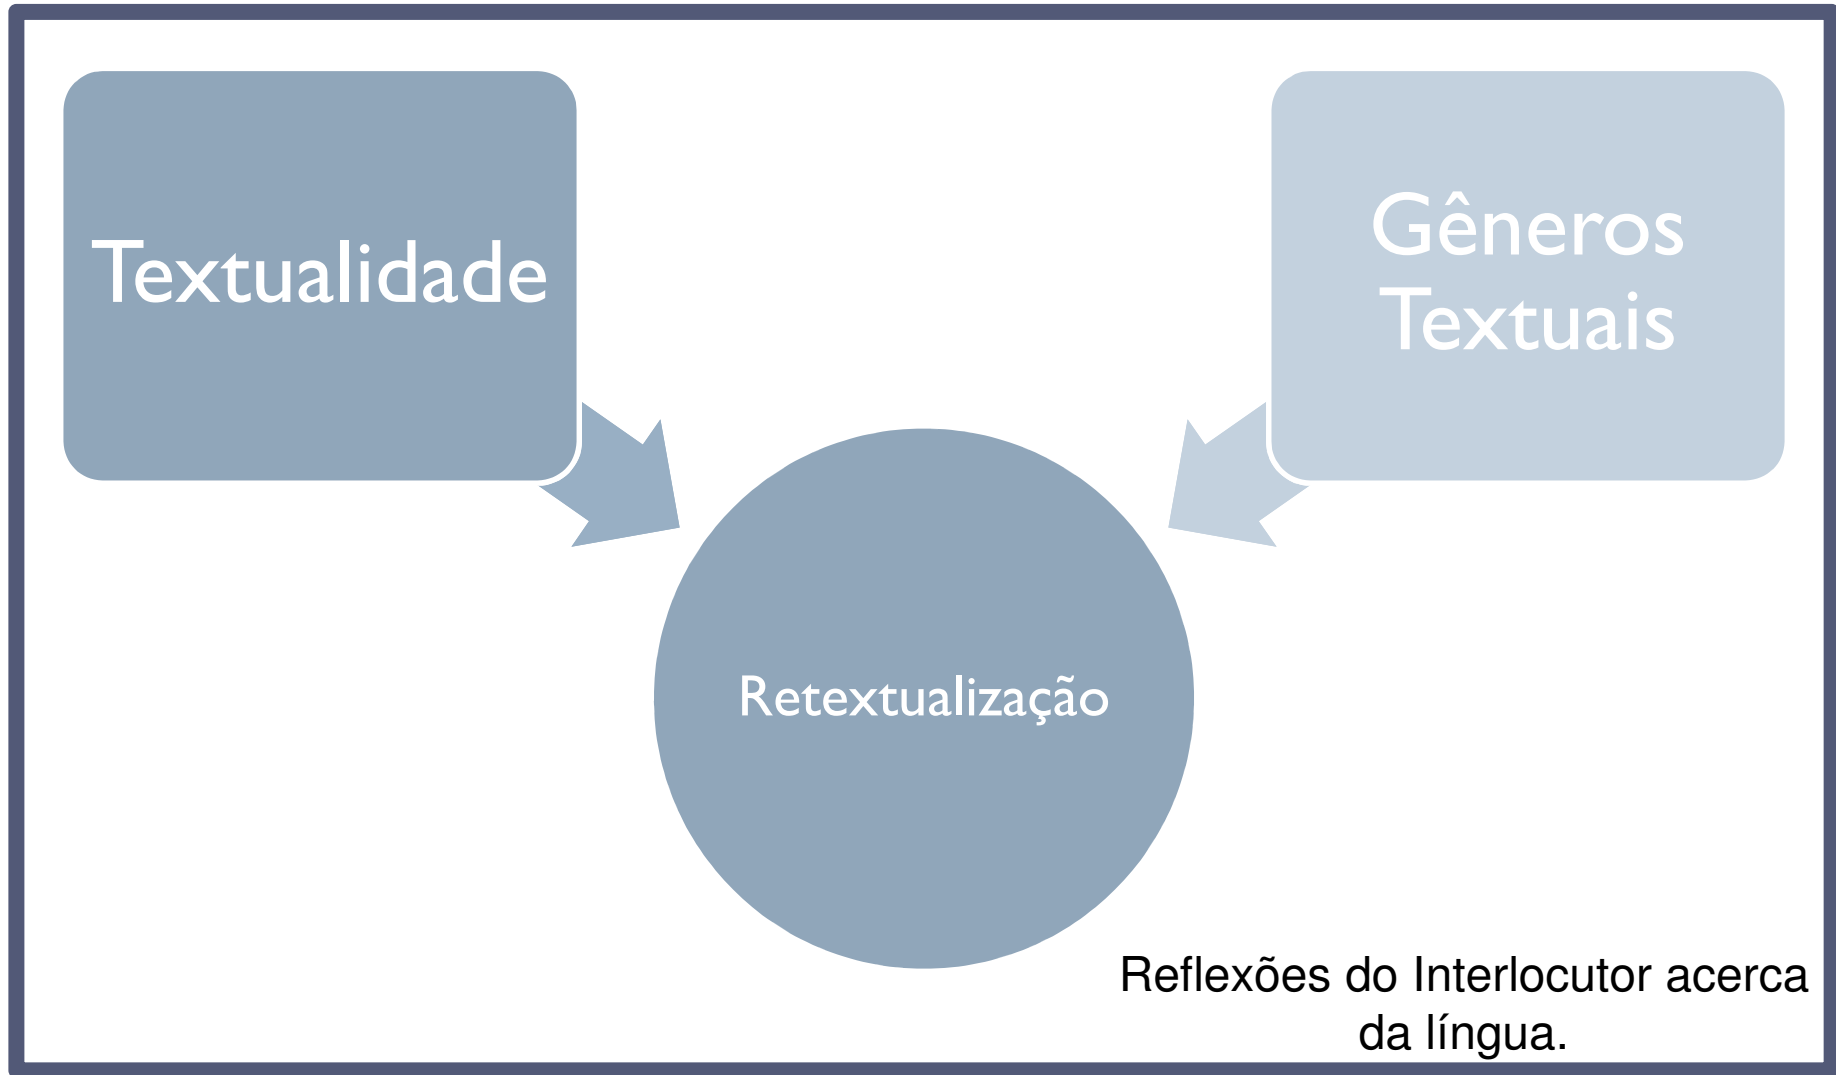 Textualidade
Gêneros
Textuais
Retextualização
Reflexões do Interlocutor acerca
da língua.